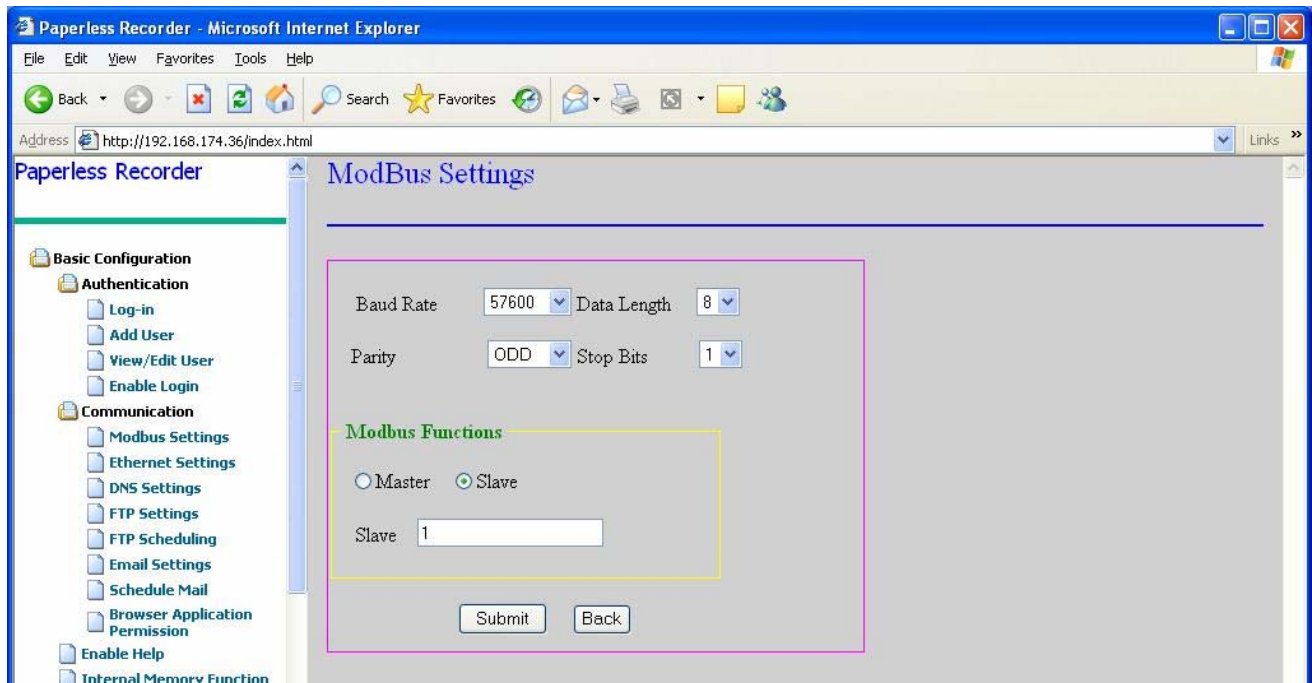 Paperless Recorder - Microsoft Internet Explorer
File Edit View Favorites Tools Help
Back Search Favorites
Address http://192.168.174.36/index.html Links »
Paperless Recorder
Basic Configuration
Authentication
Log-in
Add User
View/Edit User
Enable Login
Communication
Modbus Settings
Ethernet Settings
DNS Settings
FTP Settings
FTP Scheduling
Email Settings
Schedule Mail
Browser Application
Permission
Enable Help
Internal Memory Function
ModBus Settings
Baud Rate 57600 Data Length 8
Parity ODD Stop Bits 1
Modbus Functions
Master Slave
Slave 1
Submit Back